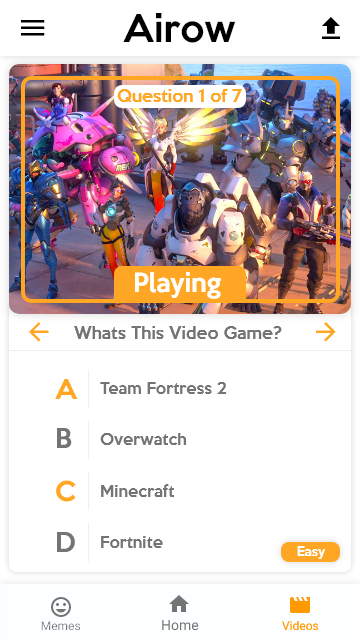 Airow
Question 1 of 7
Playing
Whats This Video Game?
A Team Fortress 2
B Overwatch
C Minecraft
D Fortnite
Easy
Memes Home Videos